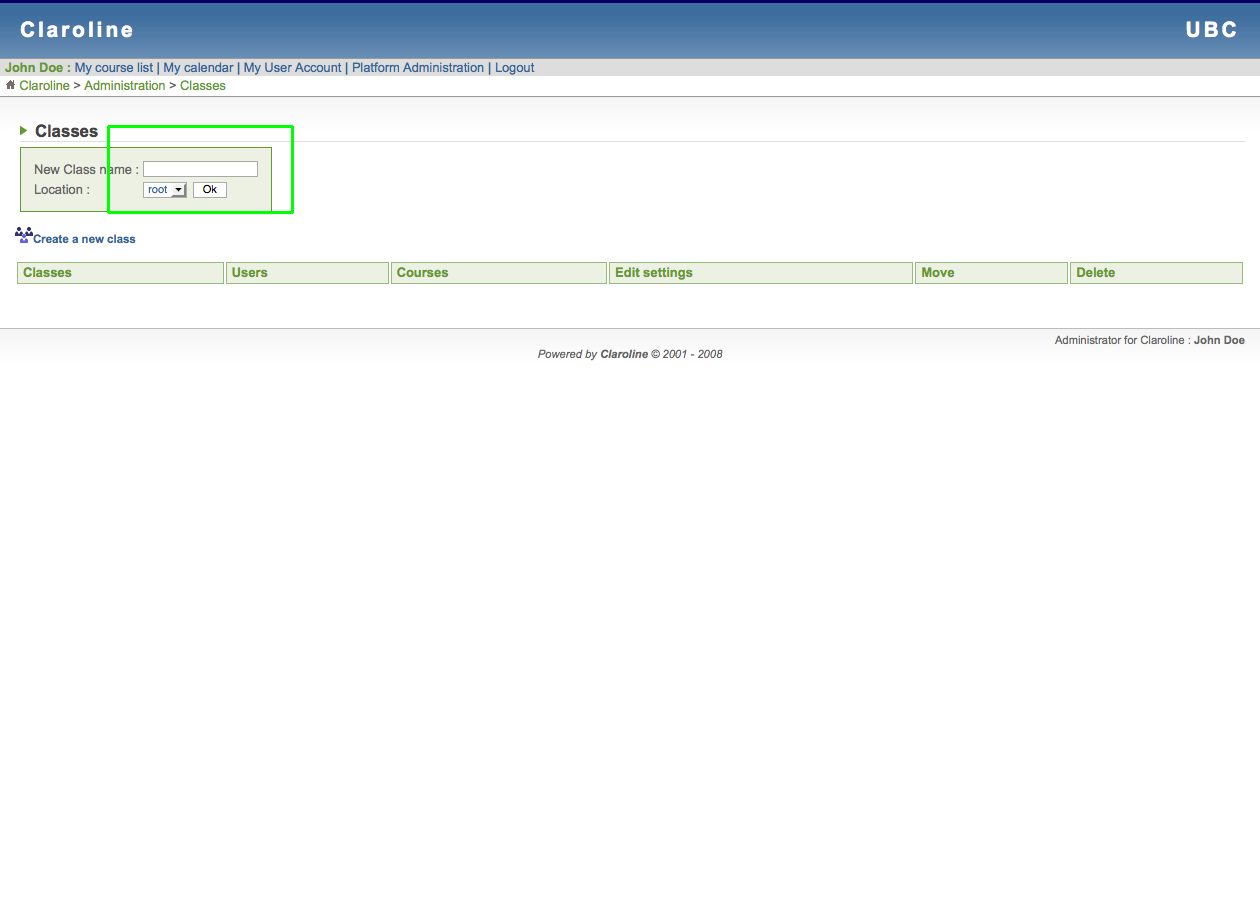 Claroline UBC
John Doe : My course list | My calendar | My User Account | Platform Administration | Logout
Claroline > Administration > Classes
Classes
New Class name :
Location : root Ok
Create a new class
Classes Users Courses Edit settings Move Delete
Administrator for Claroline : John Doe
Powered by Claroline © 2001 - 2008